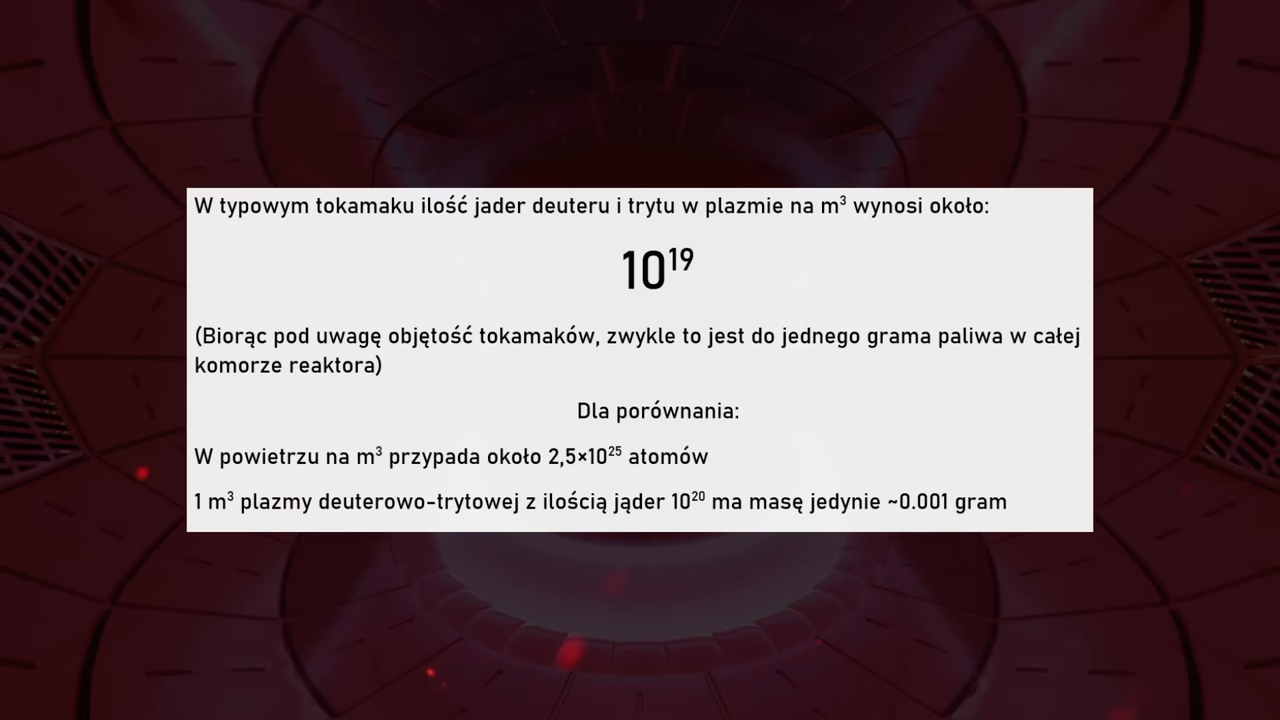 W typowym tokamaku ilość jader deuteru i trytu w plazmie na m³ wynosi około:
10¹⁹
(Biorąc pod uwagę objętość tokamaków, zwykle to jest do jednego grama paliwa w całej
komorze reaktora)
Dla porównania:
W powietrzu na m³ przypada około 2,5×10²⁵ atomów
1 m³ plazmy deuterowo-trytowej z ilością jąder 10²⁰ ma masę jedynie ~0.001 gram